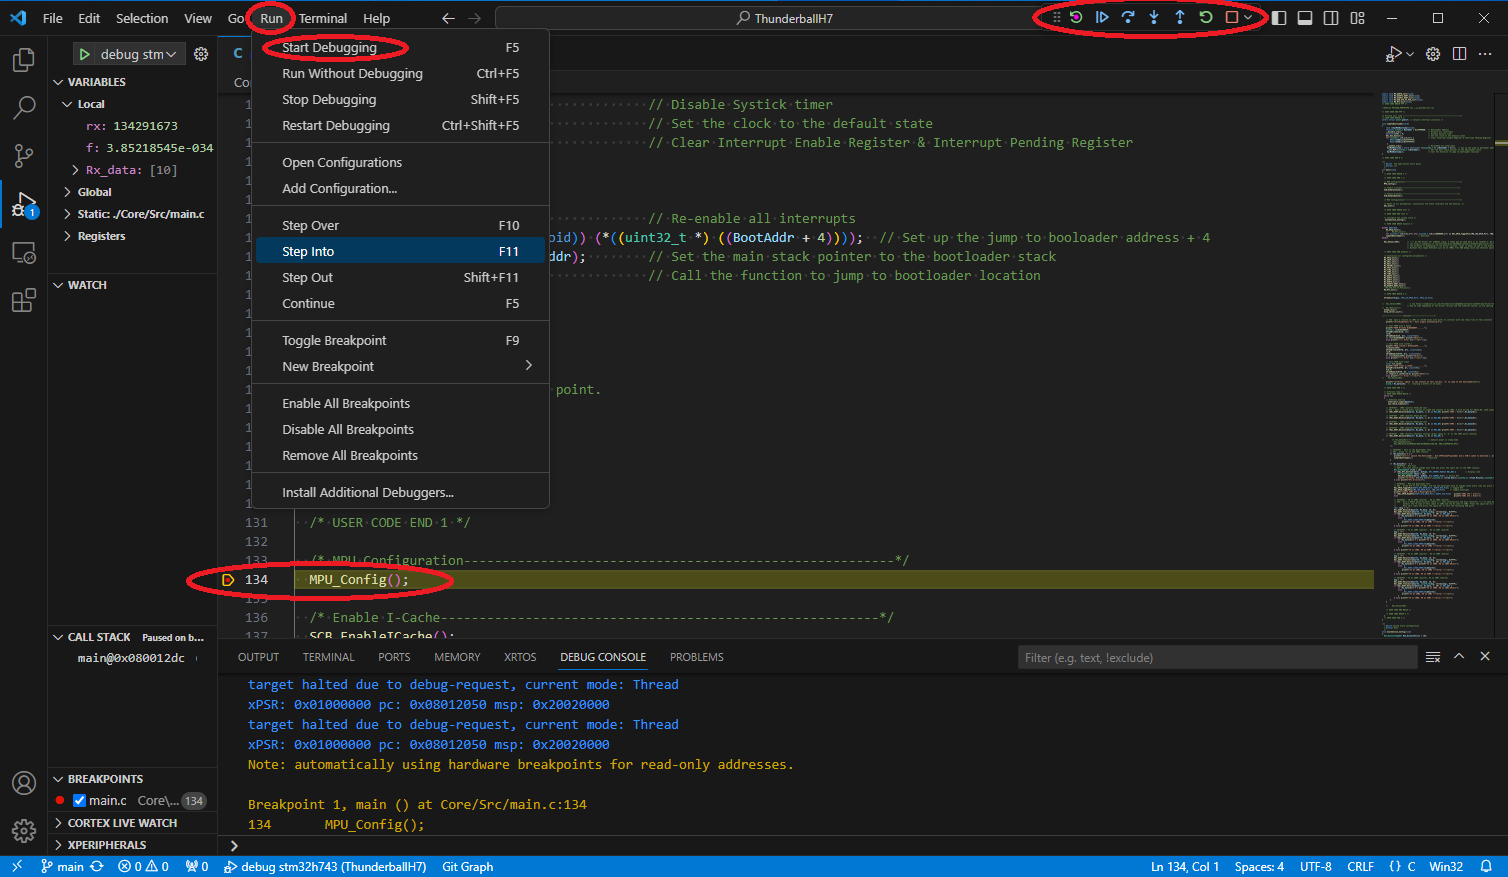 File Edit Selection View Go Run Terminal Help
ThunderballH7
debug stm
VARIABLES
Local
rx: 134291673
f: 3.85218545e-034
Rx_data: [10]
Global
Static: ./Core/Src/main.c
Registers
WATCH
CALL STACK Paused on b...
main@0x080012dc
BREAKPOINTS
main.c Core\... 134
CORTEX LIVE WATCH
XPERIPHERALS
Start Debugging F5
Run Without Debugging Ctrl+F5
Stop Debugging Shift+F5
Restart Debugging Ctrl+Shift+F5
Open Configurations
Add Configuration...
Step Over F10
Step Into F11
Step Out Shift+F11
Continue F5
Toggle Breakpoint F9
New Breakpoint
Enable All Breakpoints
Disable All Breakpoints
Remove All Breakpoints
Install Additional Debuggers...
C
Co
// Disable Systick timer
// Set the clock to the default state
// Clear Interrupt Enable Register & Interrupt Pending Register
// Re-enable all interrupts
oid)) (*((uint32_t *) ((BootAddr + 4)))); // Set up the jump to booloader address + 4
ddr); // Set the main stack pointer to the bootloader stack
// Call the function to jump to bootloader location
point.
131 /* USER CODE END 1 */
132
133 /* MPU Configuration--------------------------------------------------------*/
134 MPU_Config();
135
136 /* Enable I-Cache---------------------------------------------------------*/
137 SCB_EnableICache();
OUTPUT TERMINAL PORTS MEMORY XRTOS DEBUG CONSOLE PROBLEMS
Filter (e.g. text, !exclude)
target halted due to debug-request, current mode: Thread
xPSR: 0x01000000 pc: 0x08012050 msp: 0x20020000
target halted due to debug-request, current mode: Thread
xPSR: 0x01000000 pc: 0x08012050 msp: 0x20020000
Note: automatically using hardware breakpoints for read-only addresses.
Breakpoint 1, main () at Core/Src/main.c:134
134 MPU_Config();
1
main 0 0 0 debug stm32h743 (ThunderballH7) Git Graph Ln 134, Col 1 Spaces: 4 UTF-8 CRLF {} C Win32